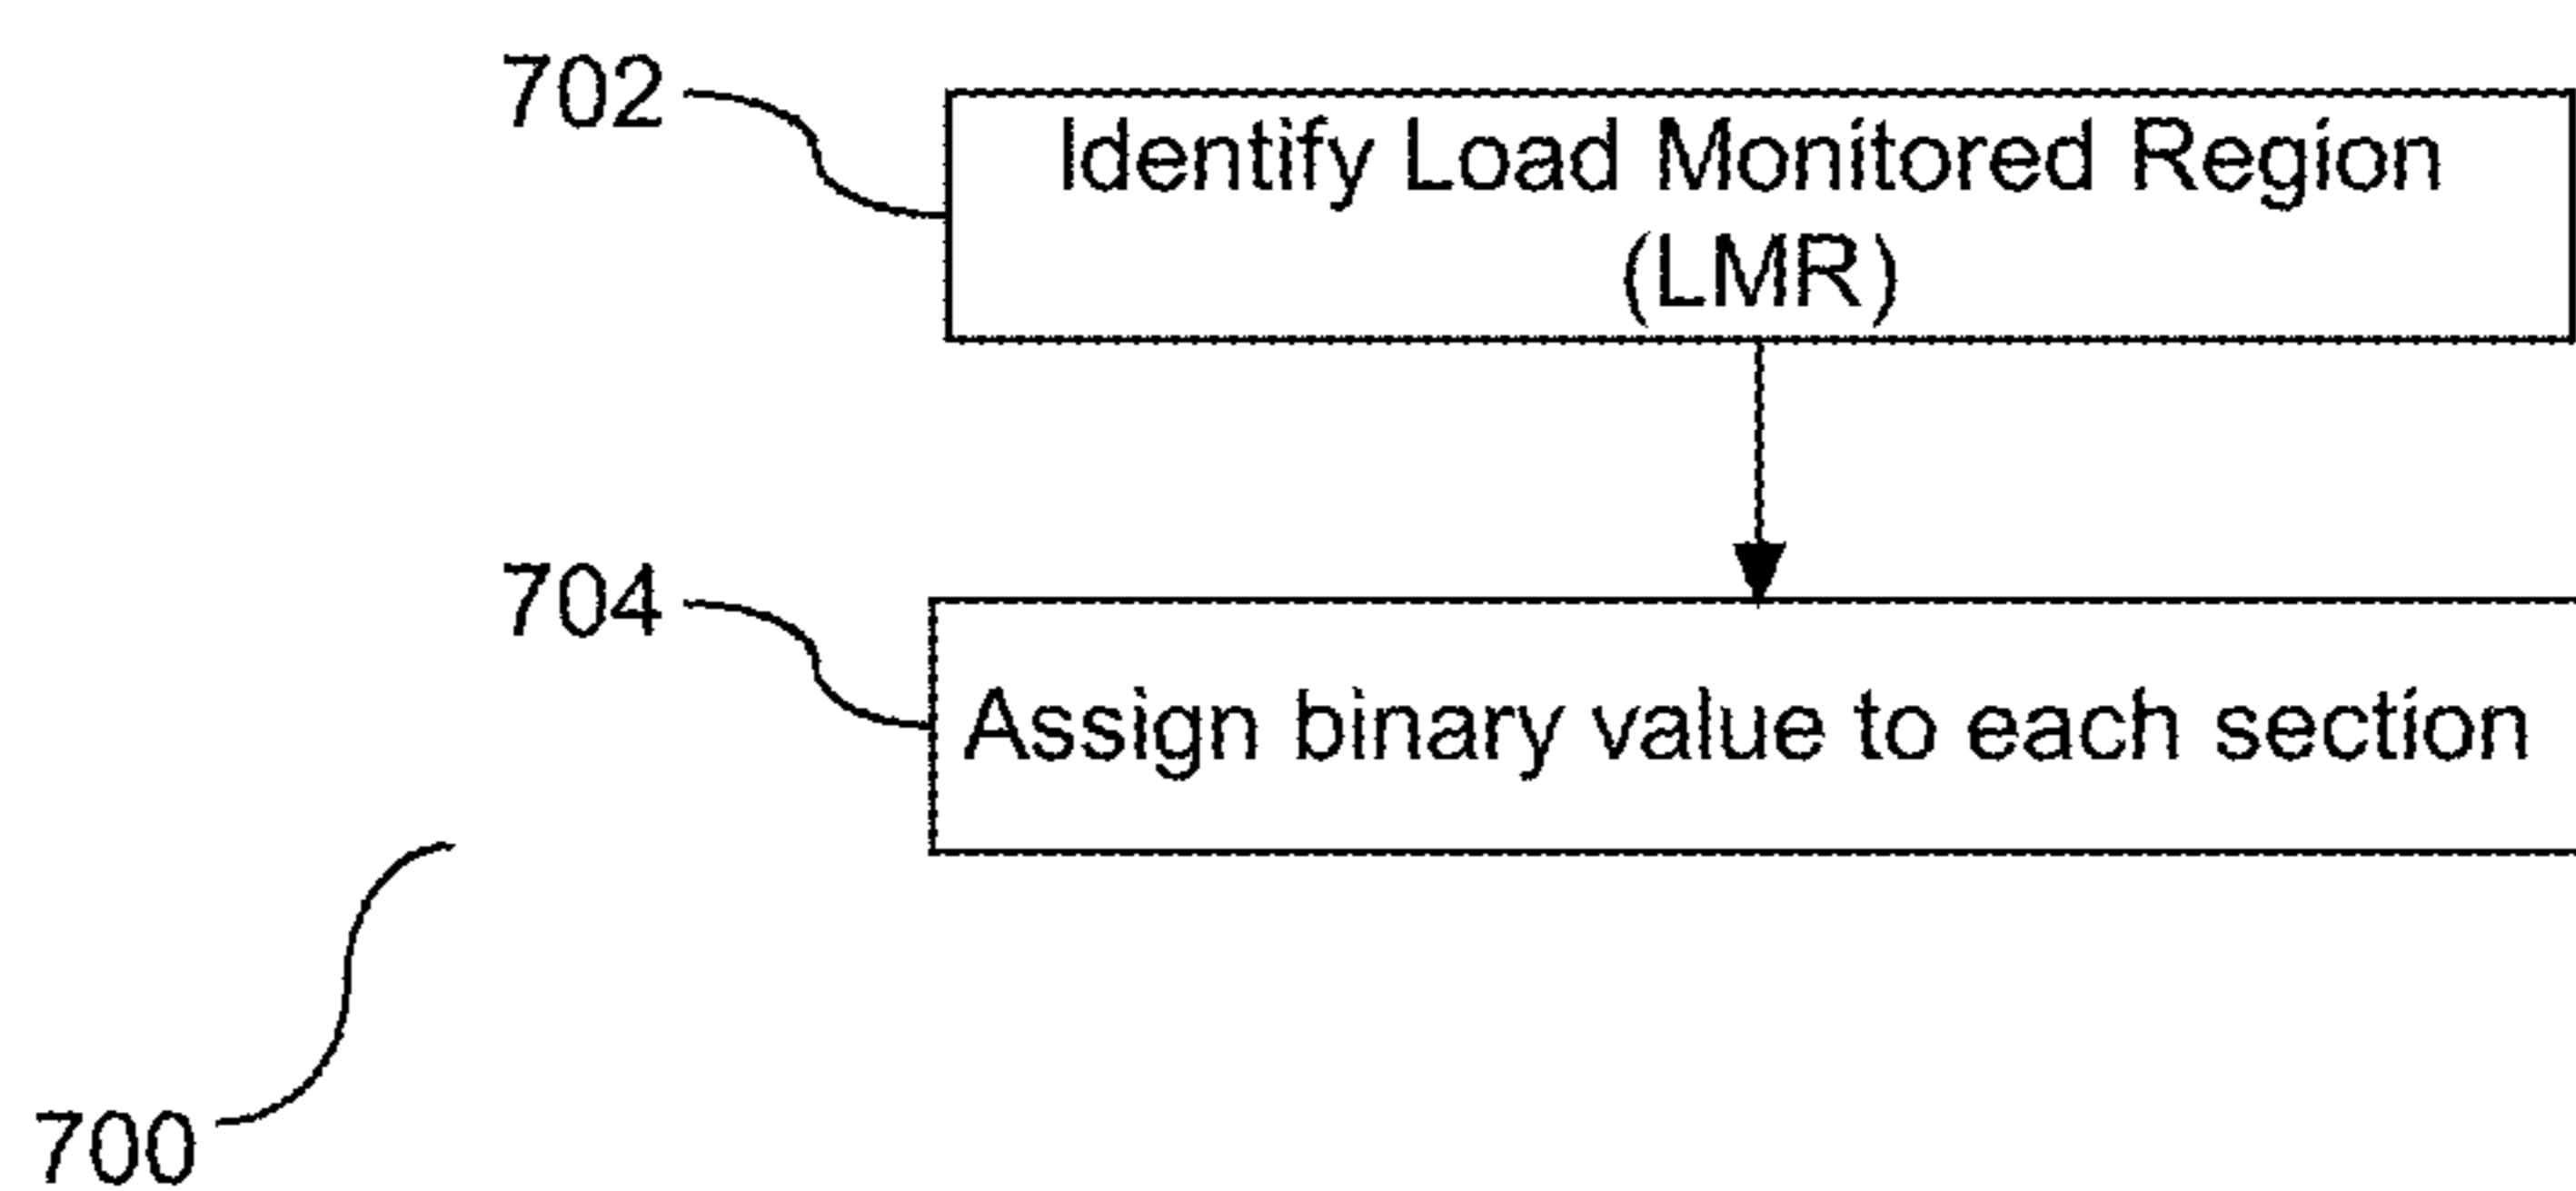 702
Identify Load Monitored Region
(LMR)
704
Assign binary value to each section
700